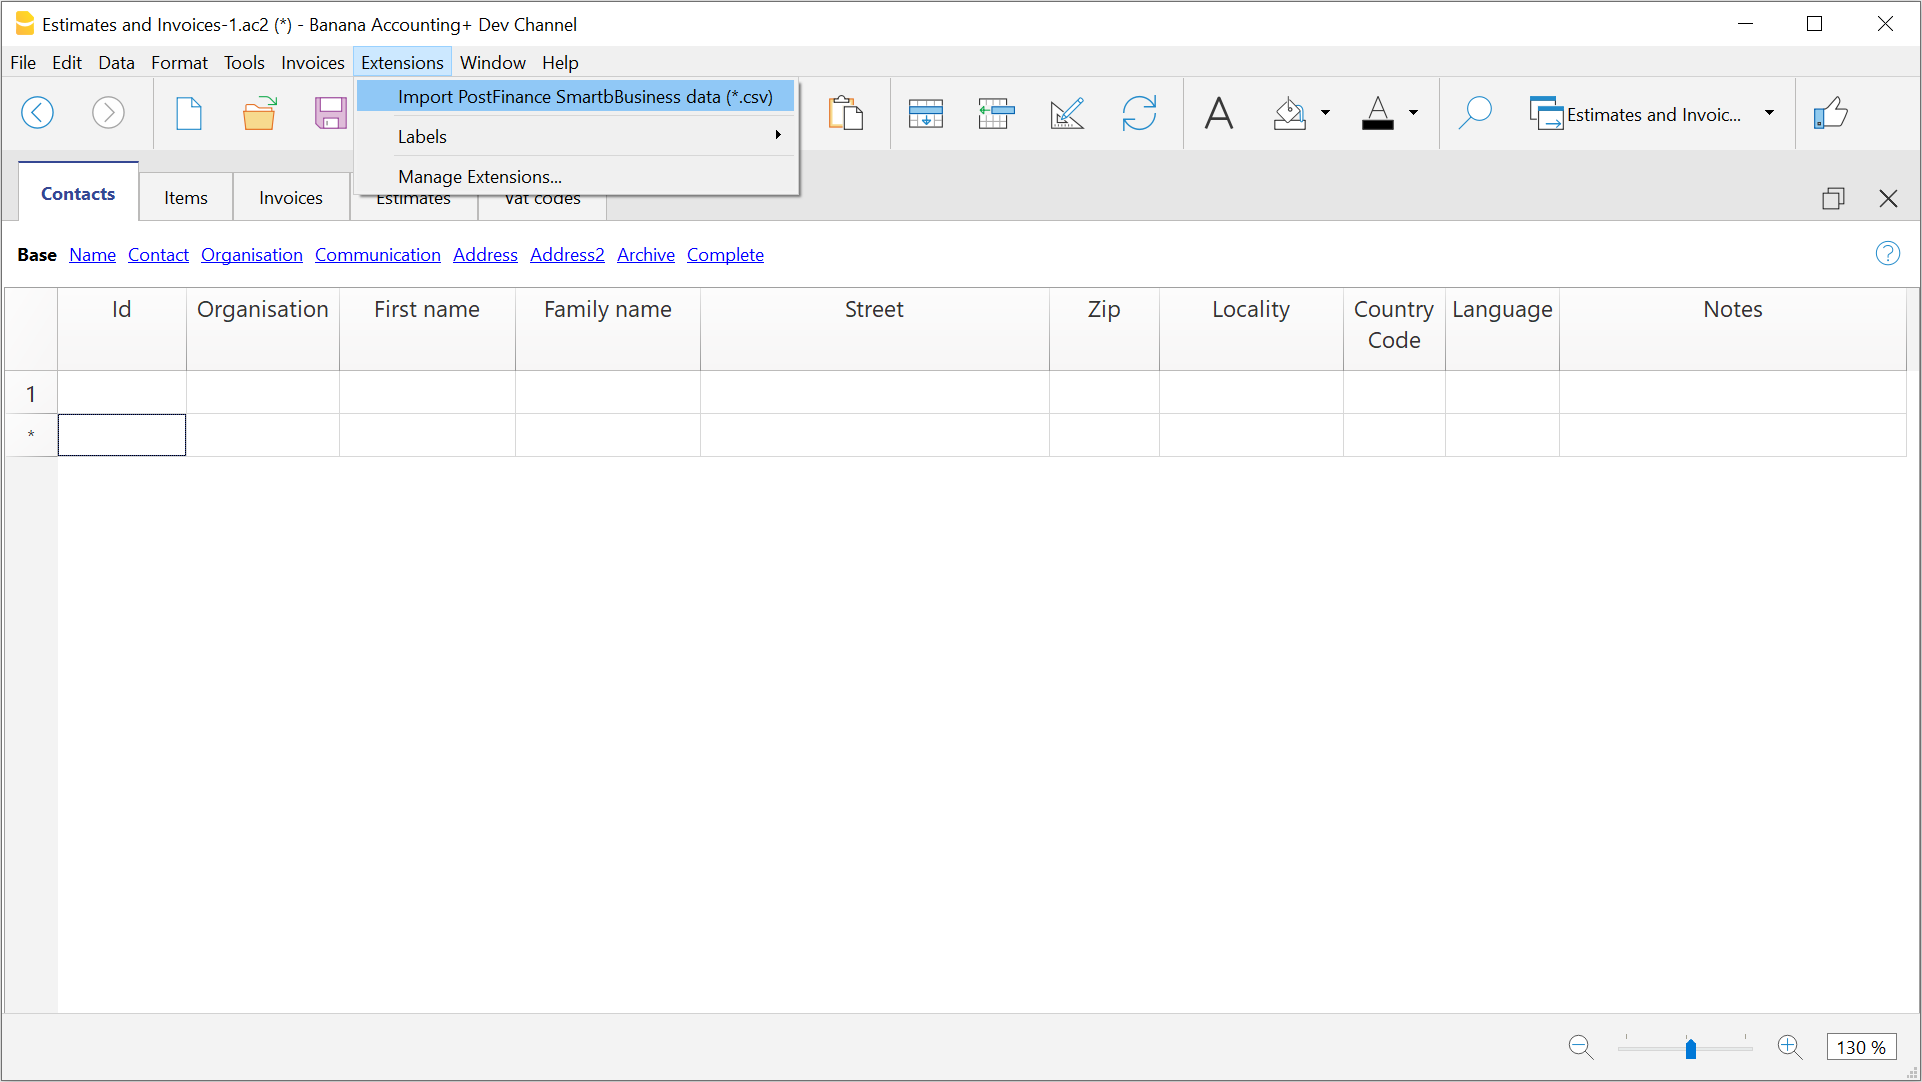 Estimates and Invoices-1.ac2 (*) - Banana Accounting+ Dev Channel
File Edit Data Format Tools Invoices Extensions Window Help
Import PostFinance SmartbBusiness data (*.csv)
Labels
Manage Extensions...
Estimates and Invoic...
Contacts Items Invoices Estimates Vat codes
Base Name Contact Organisation Communication Address Address2 Archive Complete
Id Organisation First name Family name Street Zip Locality Country Code Language Notes
1
*
130 %